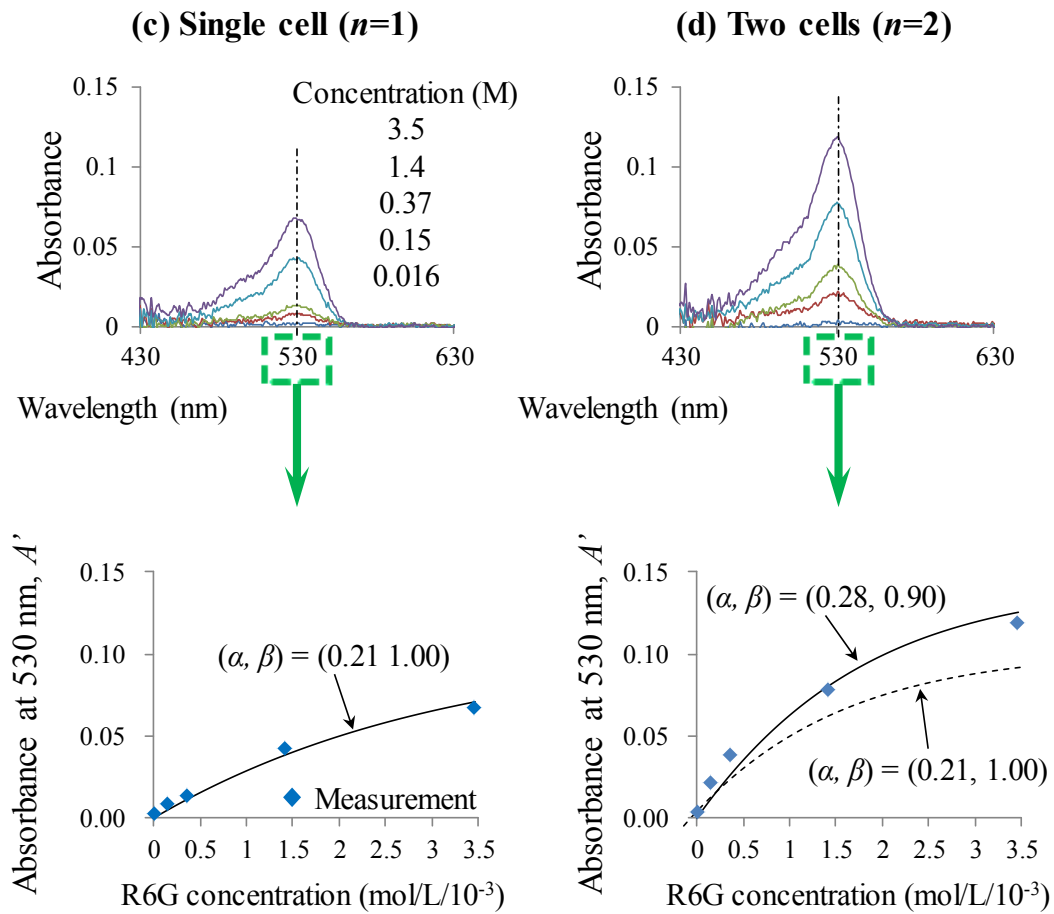 (c) Single cell (n=1)
0.15
0.1
0.05
0
Absorbance
Concentration (M)
3.5
1.4
0.37
0.15
0.016
430
530
630
Wavelength (nm)
(d) Two cells (n=2)
0.15
0.1
0.05
0
Absorbance
430
530
630
Wavelength (nm)
Absorbance at 530 nm, A’
0.15
0.10
0.05
0.00
(α, β) = (0.21 1.00)
Measurement
0 0.5 1 1.5 2 2.5 3 3.5
R6G concentration (mol/L/10-3)
Absorbance at 530 nm, A’
0.15
0.10
0.05
0.00
(α, β) = (0.28, 0.90)
(α, β) = (0.21, 1.00)
0 0.5 1 1.5 2 2.5 3 3.5
R6G concentration (mol/L/10-3)